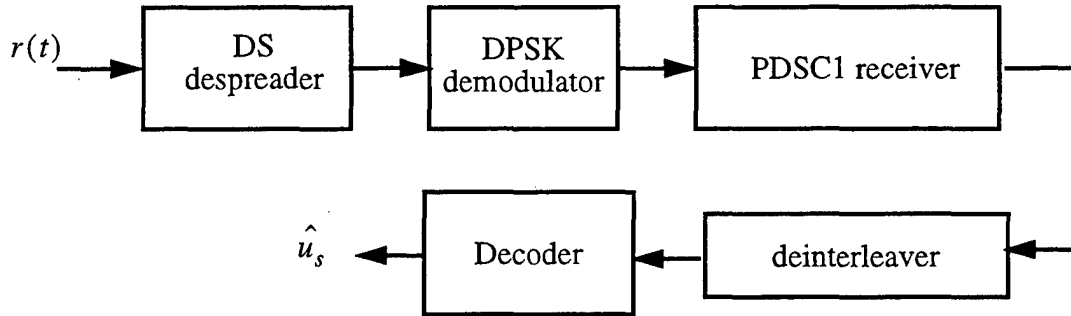 r(t)
DS
despreader
DPSK
demodulator
PDSC1 receiver
û_s
Decoder
deinterleaver